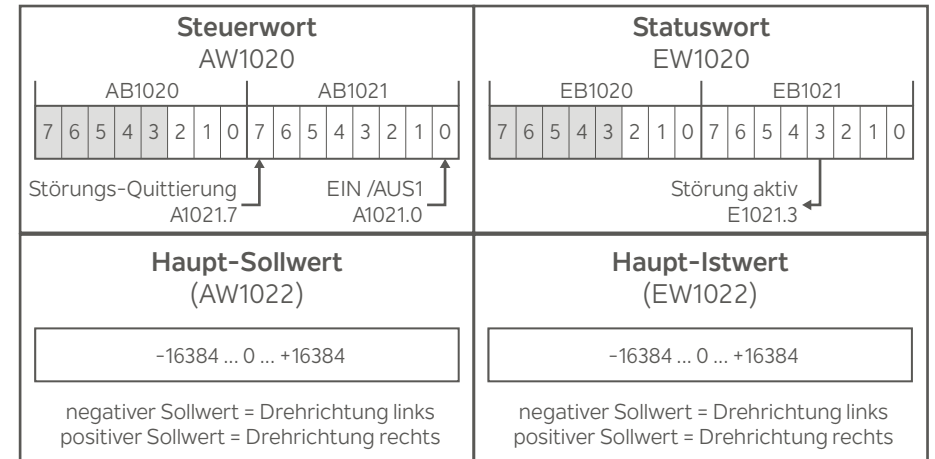 Steuerwort
AW1020
AB1020 AB1021
7 6 5 4 3 2 1 0 7 6 5 4 3 2 1 0
Störungs-Quittierung
A1021.7
EIN /AUS1
A1021.0
Statuswort
EW1020
EB1020 EB1021
7 6 5 4 3 2 1 0 7 6 5 4 3 2 1 0
Störung aktiv
E1021.3
Haupt-Sollwert
(AW1022)
-16384 ... 0 ... +16384
negativer Sollwert = Drehrichtung links
positiver Sollwert = Drehrichtung rechts
Haupt-Istwert
(EW1022)
-16384 ... 0 ... +16384
negativer Sollwert = Drehrichtung links
positiver Sollwert = Drehrichtung rechts